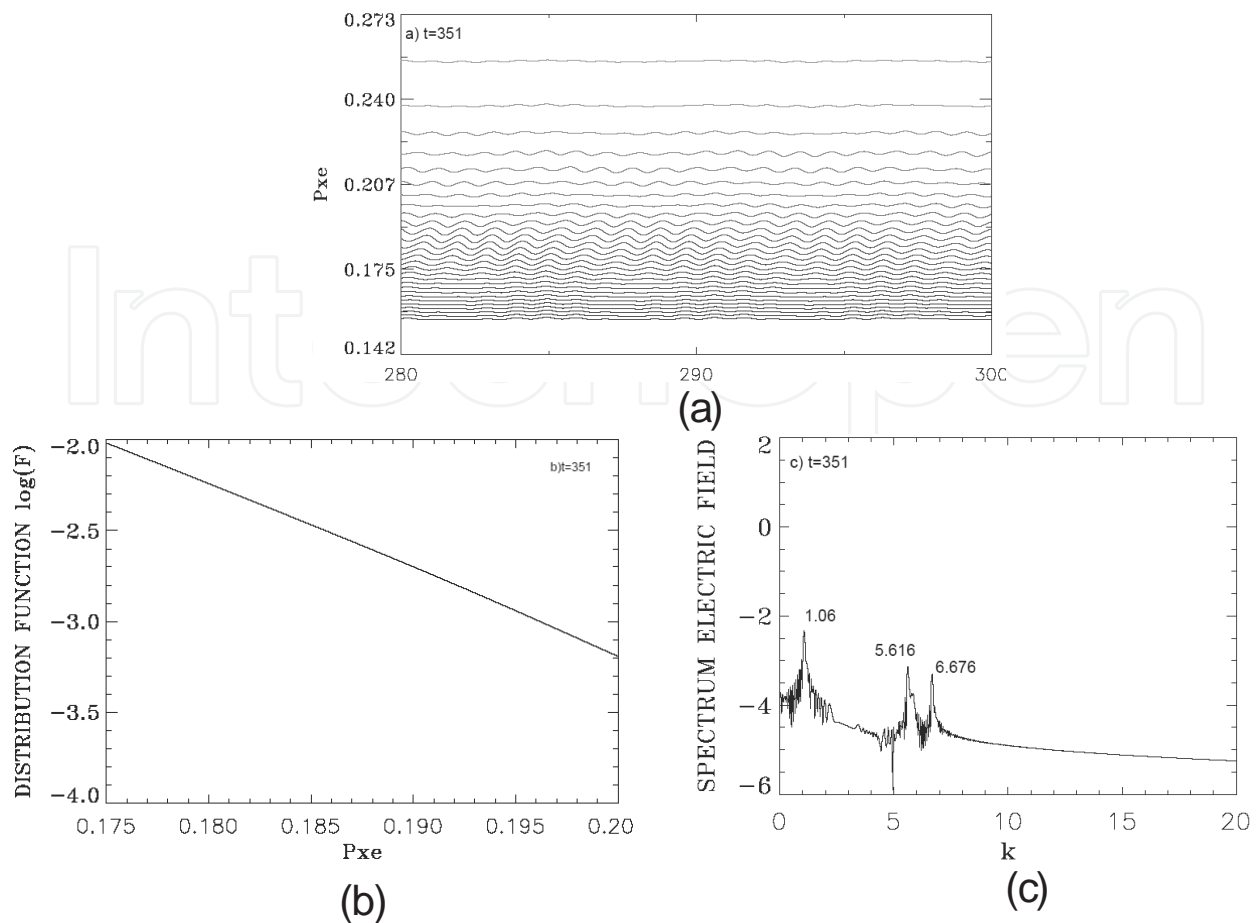 0.273
a) t=351
0.240
0.207
0.175
0.142
Pxe
280
290
300
(a)
IntechOpen
DISTRIBUTION FUNCTION log(F)
−2.0
−2.5
−3.0
−3.5
−4.0
b)t=351
0.175
0.180
0.185
0.190
0.195
0.20
Pxe
(b)
SPECTRUM ELECTRIC FIELD
2
0
−2
−4
−6
c) t=351
1.06
5.616
6.676
0
5
10
15
20
k
(c)